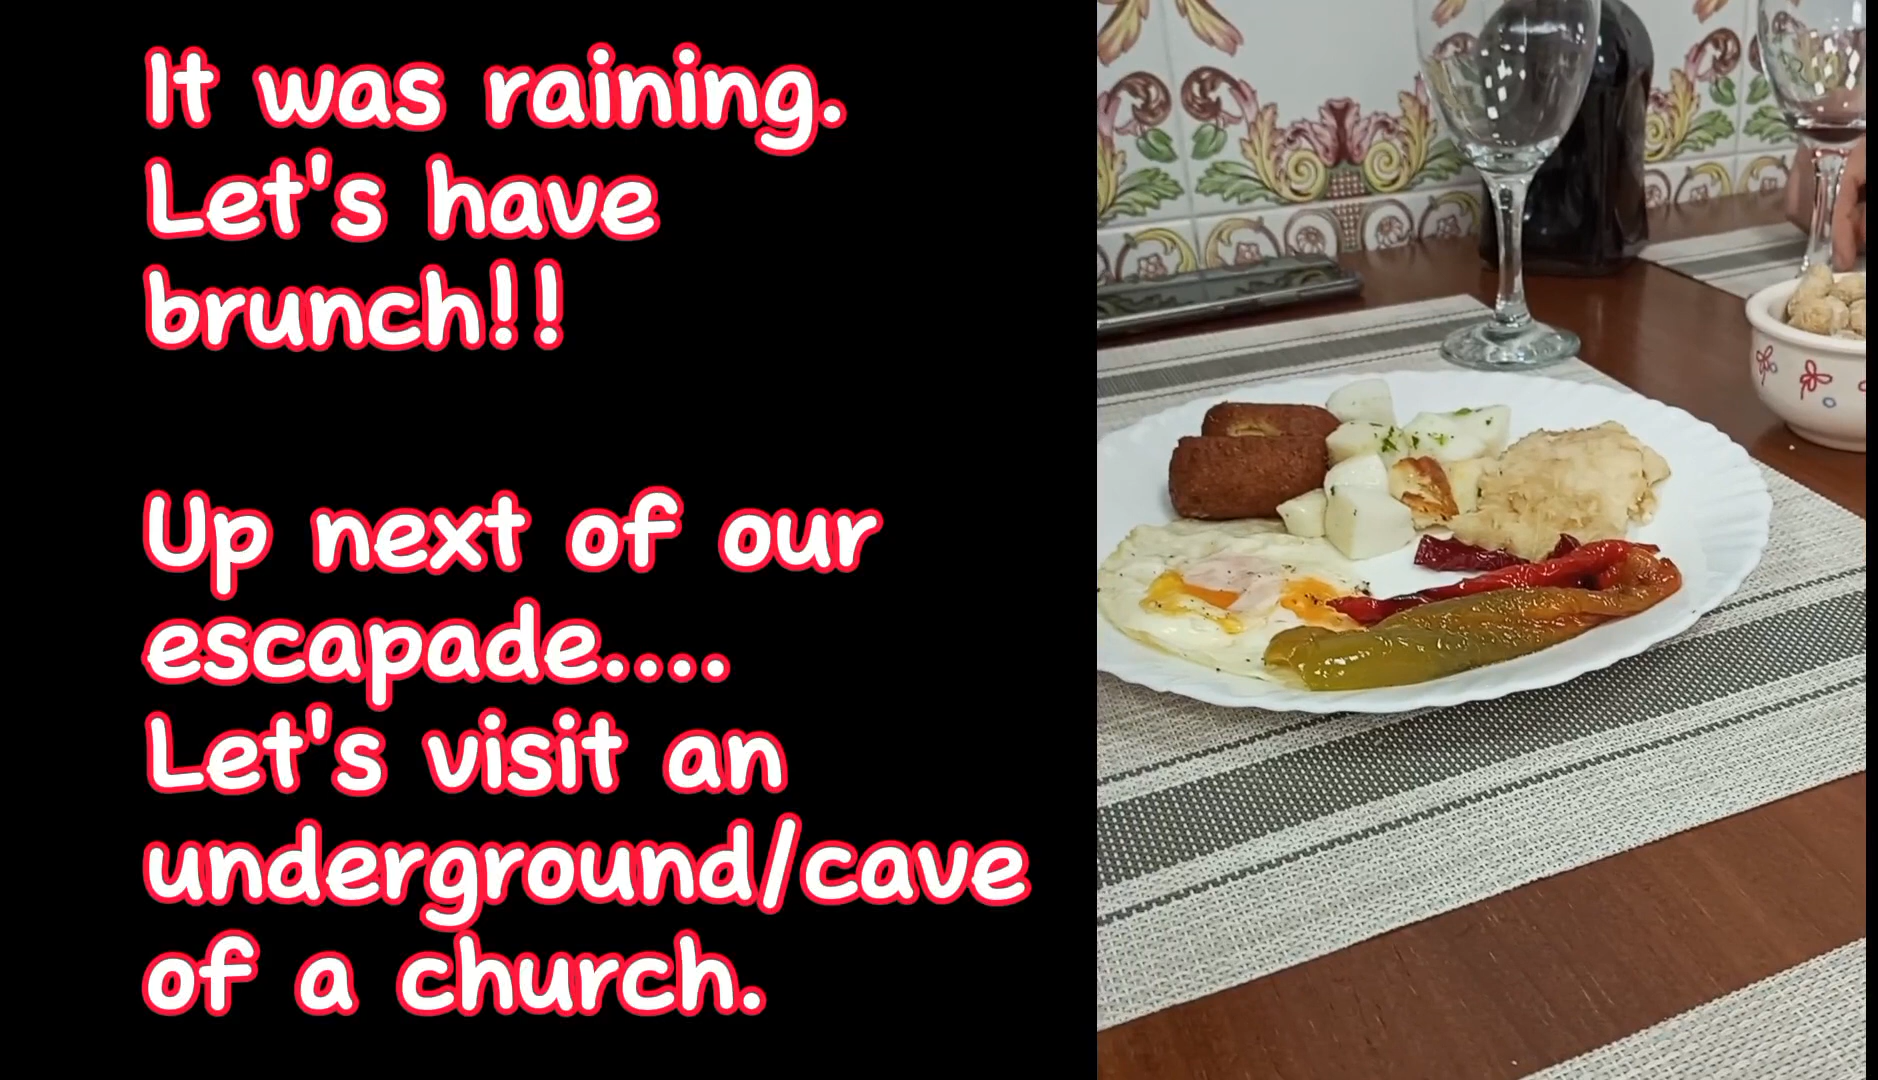 It was raining.
Let's have
brunch!!
Up next of our
escapade....
Let's visit an
underground/cave
of a church.